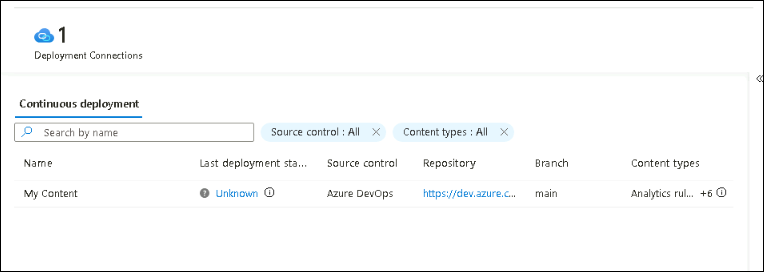 1
Deployment Connections
Continuous deployment
Search by name
Source control : All
Content types : All
Name Last deployment sta... Source control Repository Branch Content types
My Content Unknown Azure DevOps https://dev.azure.c... main Analytics rul... +6